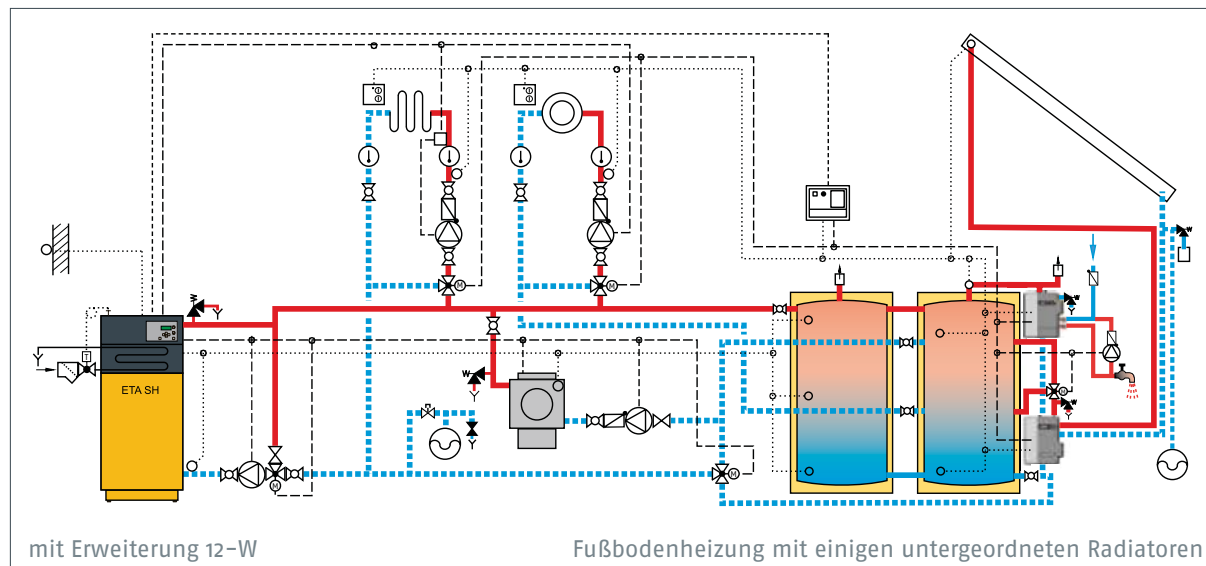 M
M
W
W
W
W
T
ETA SH
W
M
M
M
mit Erweiterung 12-W
Fußbodenheizung mit einigen untergeordneten Radiatoren